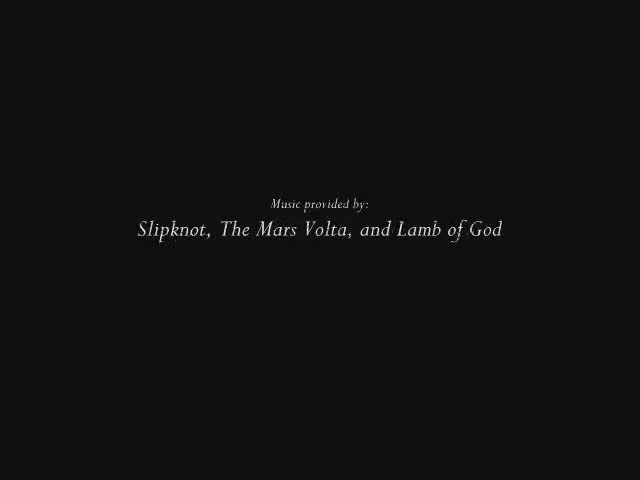 Music provided by:
Slipknot, The Mars Volta, and Lamb of God